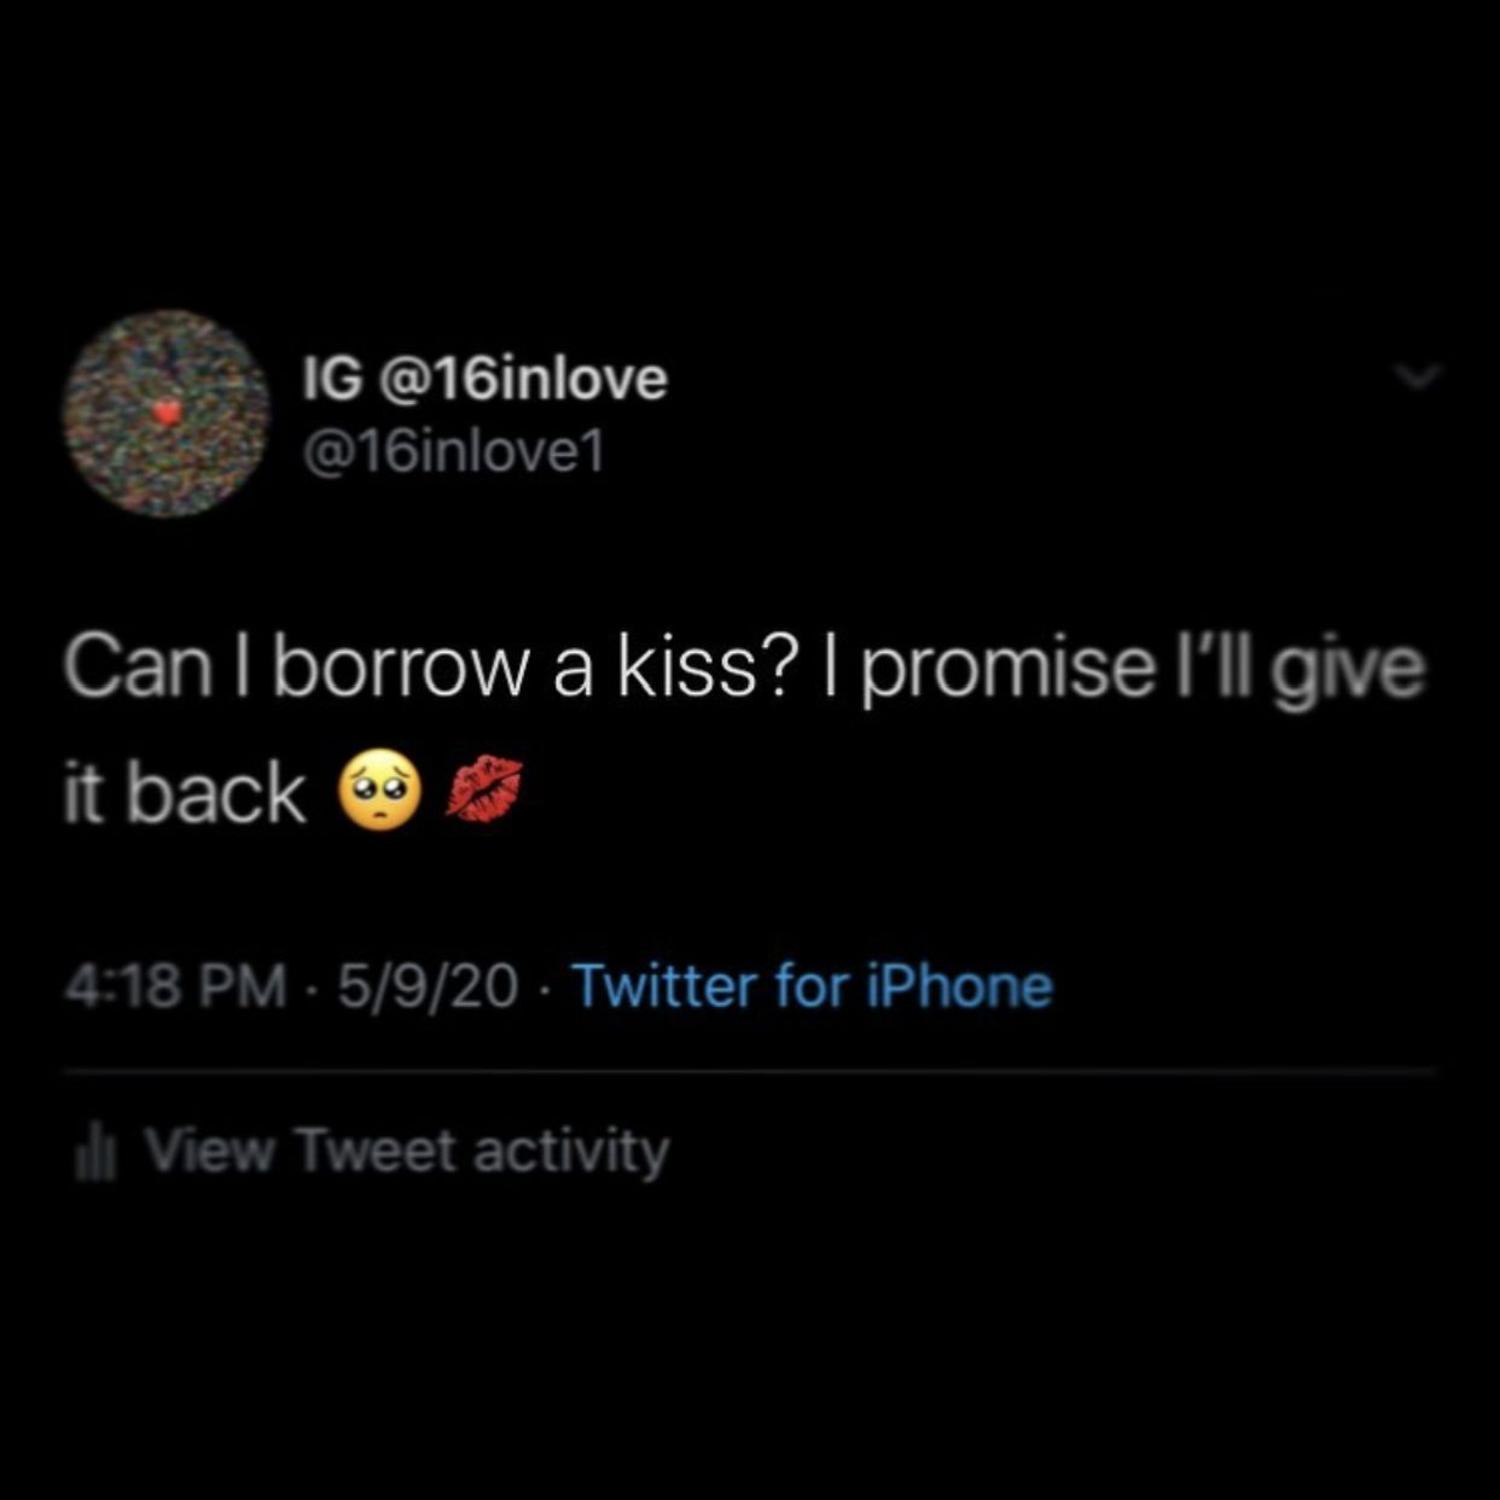 IG @16inlove
@16inlove1
Can I borrow a kiss? I promise I’ll give
it back 🥺 💋
4:18 PM · 5/9/20 · Twitter for iPhone
View Tweet activity